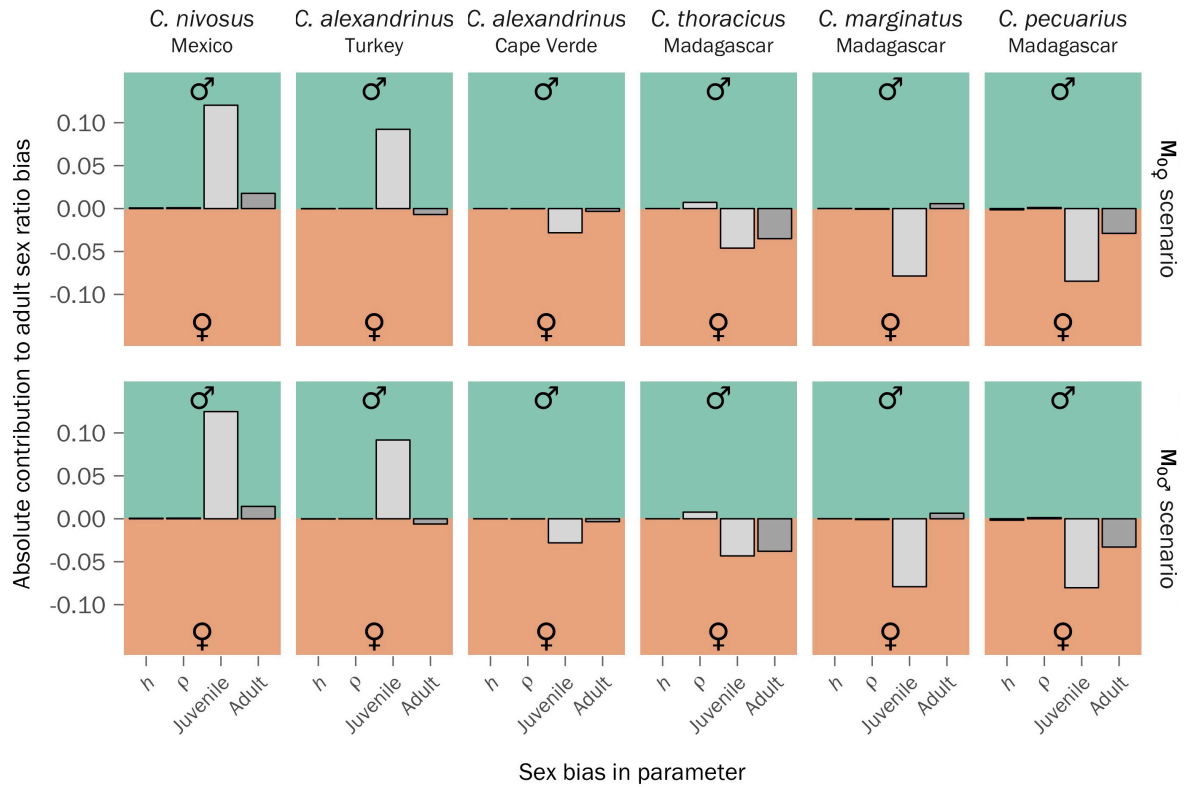 C. nivosus C. alexandrinus C. alexandrinus C. thoracicus C. marginatus C. pecuarius
Mexico Turkey Cape Verde Madagascar Madagascar Madagascar
♂ ♂ ♂ ♂ ♂ ♂
0.10
0.05
0.00
-0.05
-0.10
♀ ♀ ♀ ♀ ♀ ♀
M₀♀ scenario
Absolute contribution to adult sex ratio bias
♂ ♂ ♂ ♂ ♂ ♂
0.10
0.05
0.00
-0.05
-0.10
♀ ♀ ♀ ♀ ♀ ♀
M₀♂ scenario
h ρ Juvenile Adult h ρ Juvenile Adult h ρ Juvenile Adult h ρ Juvenile Adult h ρ Juvenile Adult h ρ Juvenile Adult
Sex bias in parameter